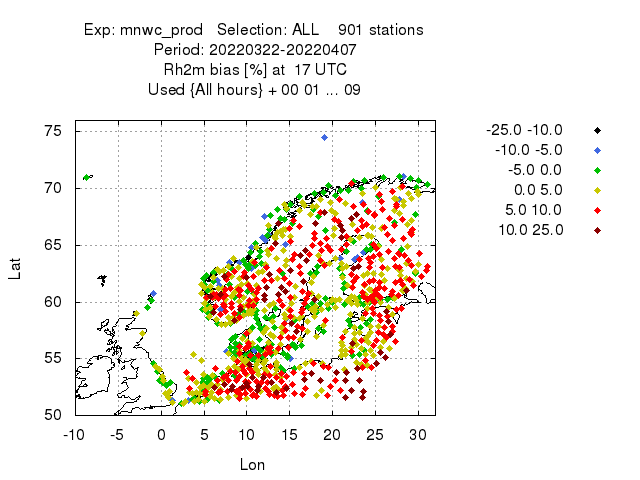 Exp: mnwc_prod   Selection: ALL    901 stations
Period: 20220322-20220407
Rh2m bias [%] at  17 UTC
Used {All hours} + 00 01 ... 09
-25.0 -10.0
-10.0 -5.0
-5.0 0.0
0.0 5.0
5.0 10.0
10.0 25.0
75
70
65
60
55
50
Lat
-10 -5 0 5 10 15 20 25 30
Lon